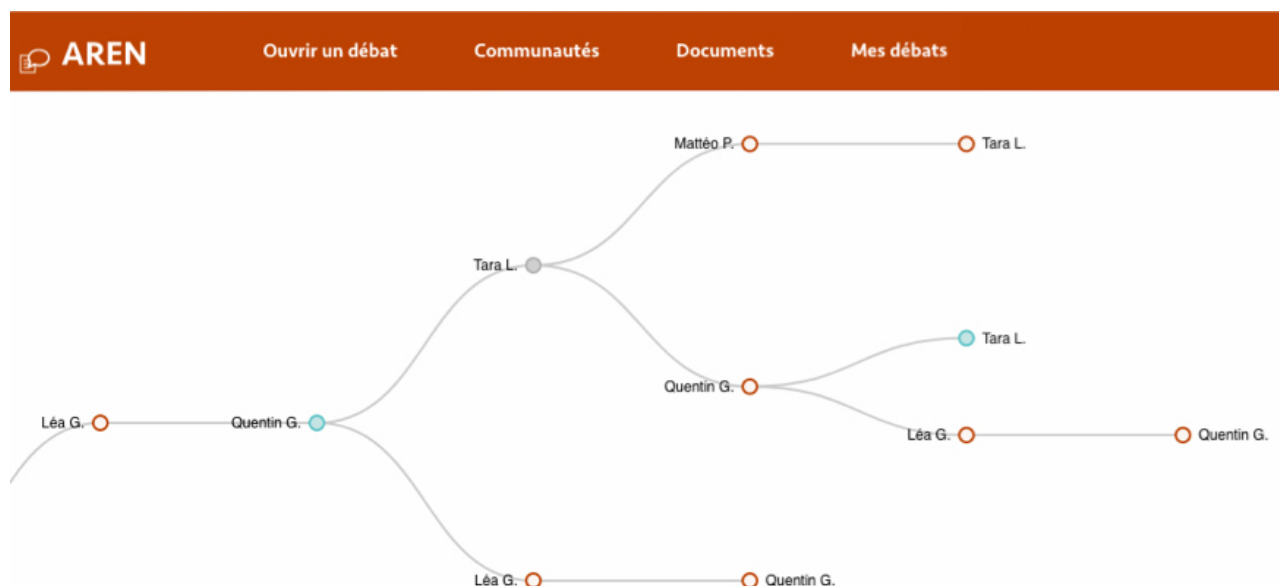 AREN Ouvrir un débat Communautés Documents Mes débats
Mattéo P. Tara L.
Tara L.
Tara L.
Quentin G.
Léa G. Quentin G.
Léa G. Quentin G.
Léa G. Quentin G.